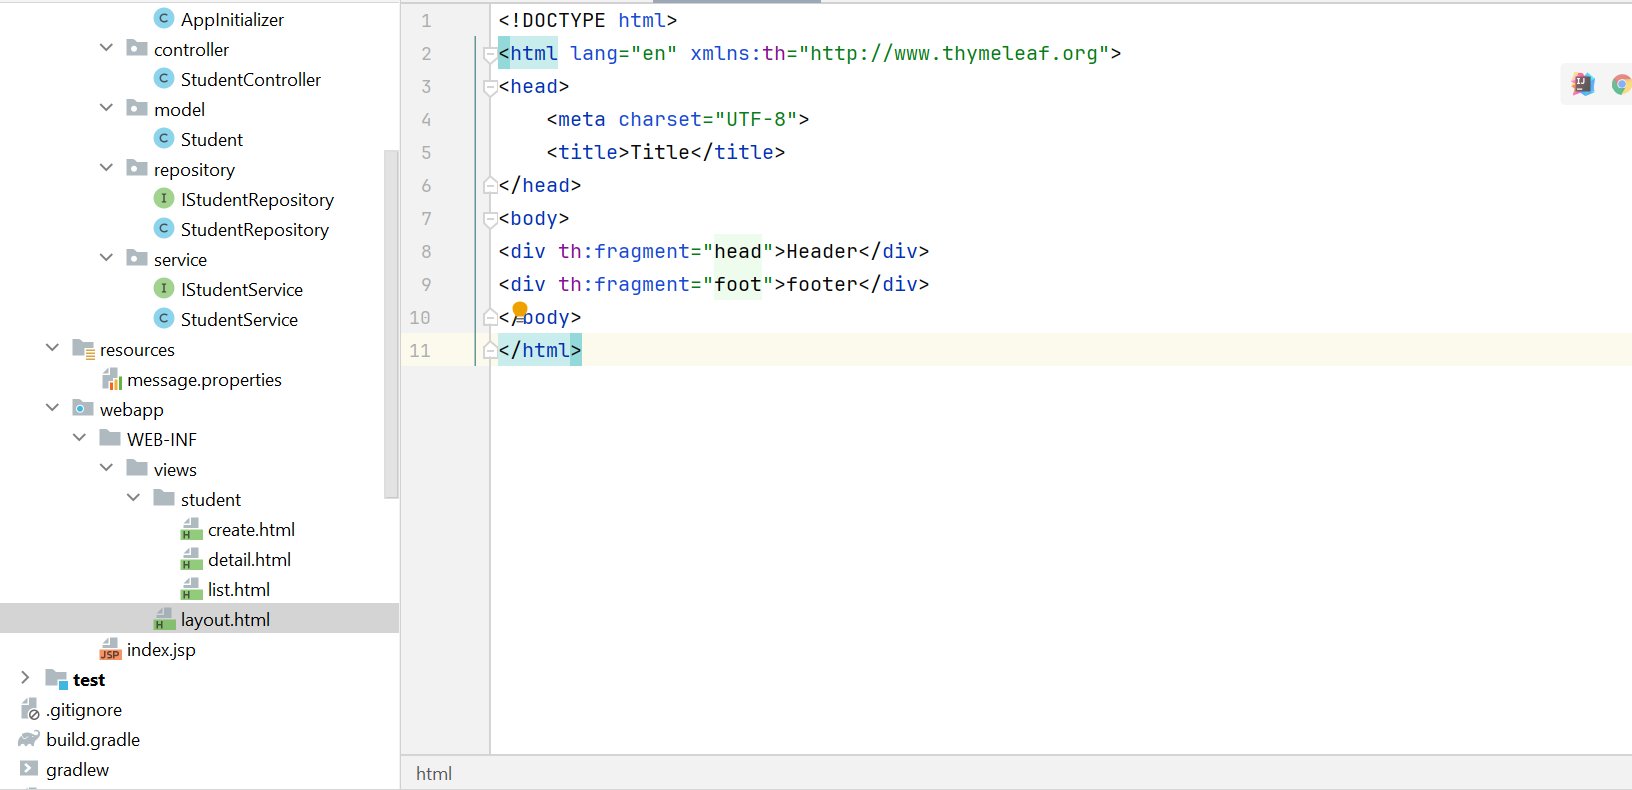 AppInitializer
controller
StudentController
model
Student
repository
IStudentRepository
StudentRepository
service
IStudentService
StudentService
resources
message.properties
webapp
WEB-INF
views
student
create.html
detail.html
list.html
layout.html
index.jsp
test
.gitignore
build.gradle
gradlew
1 <!DOCTYPE html>
2 <html lang="en" xmlns:th="http://www.thymeleaf.org">
3 <head>
4 <meta charset="UTF-8">
5 <title>Title</title>
6 </head>
7 <body>
8 <div th:fragment="head">Header</div>
9 <div th:fragment="foot">footer</div>
10 </body>
11 </html>
html